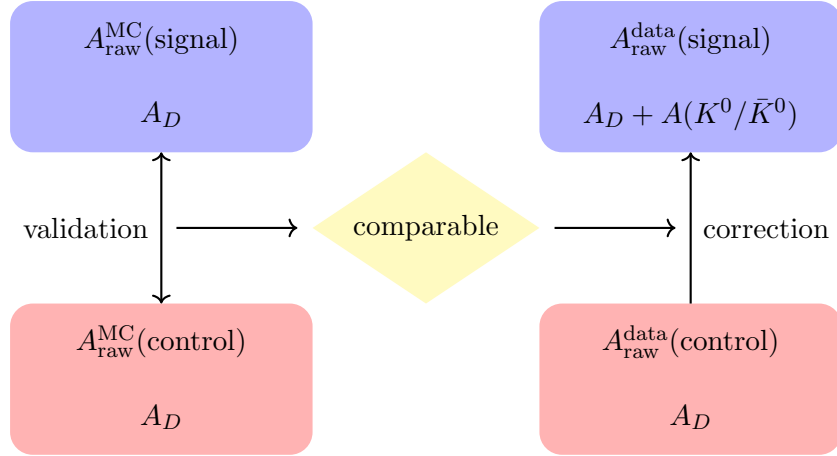 A_raw^MC(signal)
A_D
A_raw^data(signal)
A_D + A(K^0/K̄^0)
validation
comparable
correction
A_raw^MC(control)
A_D
A_raw^data(control)
A_D